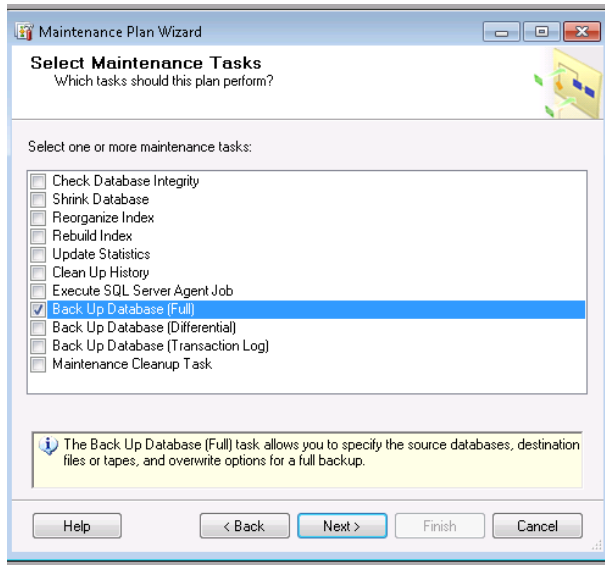 Maintenance Plan Wizard
Select Maintenance Tasks
Which tasks should this plan perform?
Select one or more maintenance tasks:
Check Database Integrity
Shrink Database
Reorganize Index
Rebuild Index
Update Statistics
Clean Up History
Execute SQL Server Agent Job
Back Up Database (Full)
Back Up Database (Differential)
Back Up Database (Transaction Log)
Maintenance Cleanup Task
The Back Up Database (Full) task allows you to specify the source databases, destination
files or tapes, and overwrite options for a full backup.
Help < Back Next > Finish Cancel